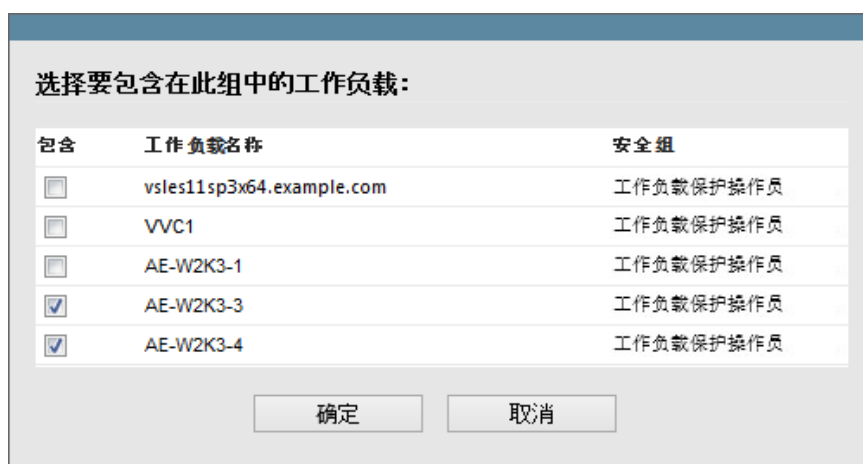 选择要包含在此组中的工作负载：
包含 工作负载名称 安全组
vsles11sp3x64.example.com 工作负载保护操作员
VVC1 工作负载保护操作员
AE-W2K3-1 工作负载保护操作员
AE-W2K3-3 工作负载保护操作员
AE-W2K3-4 工作负载保护操作员
确定 取消